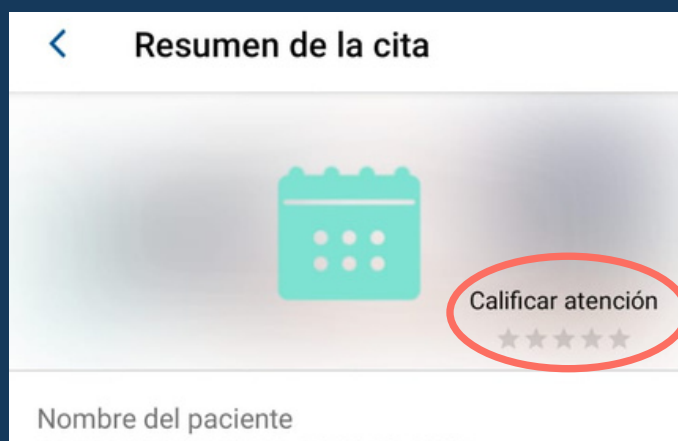 Resumen de la cita
Calificar atención
Nombre del paciente